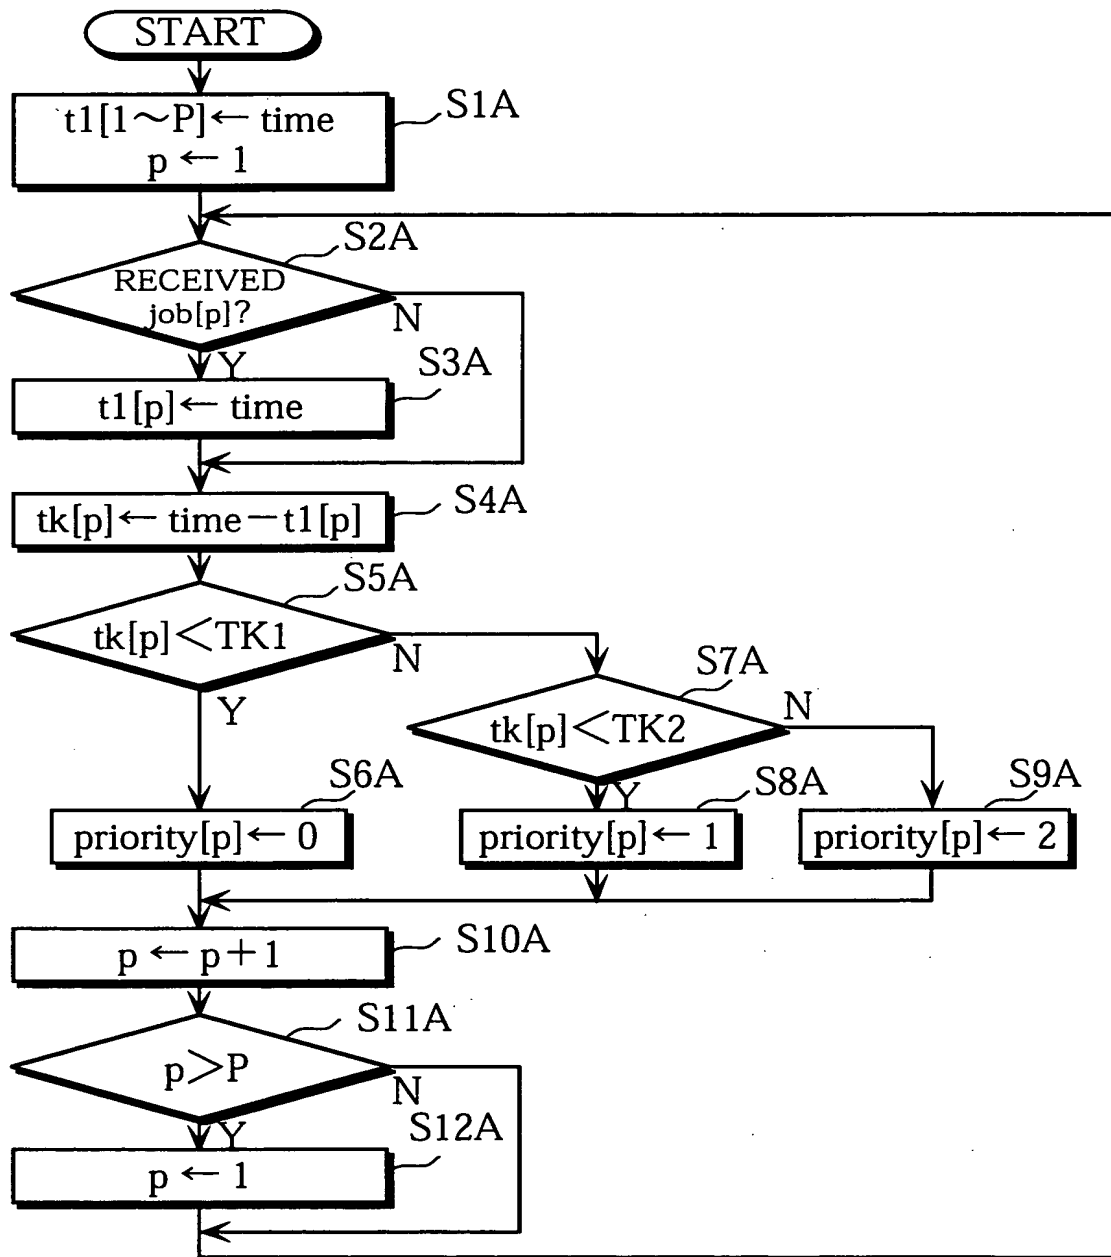 START
t1[1~P]←time
p←1
S1A
S2A
RECEIVED
job[p]?
N
Y
S3A
t1[p]←time
S4A
tk[p]←time−t1[p]
S5A
tk[p]<TK1
N
Y
S7A
tk[p]<TK2
N
Y
S6A
priority[p]←0
S8A
priority[p]←1
S9A
priority[p]←2
p←p+1
S10A
S11A
p>P
N
Y
S12A
p←1